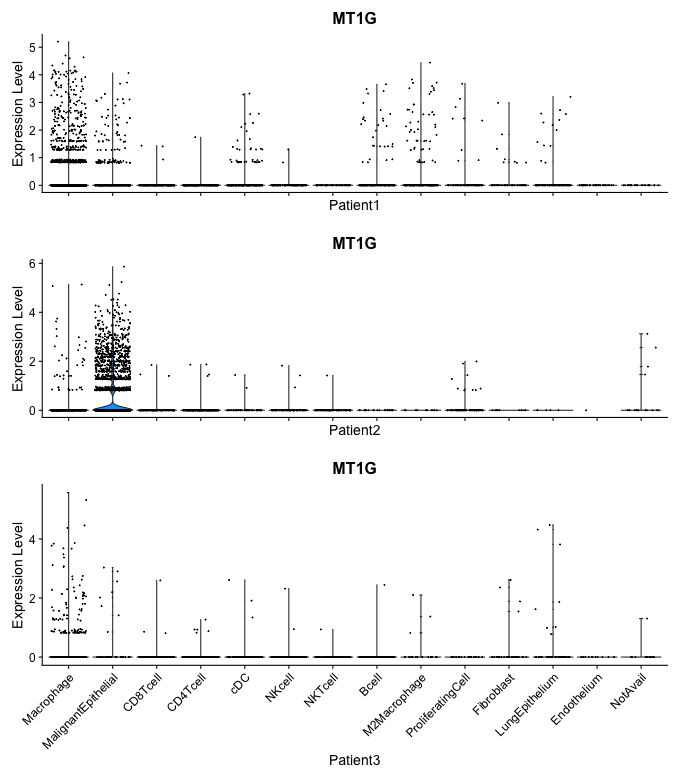 MT1G
Expression Level
5
4
3
2
1
0
Patient1
MT1G
Expression Level
6
4
2
0
Patient2
MT1G
Expression Level
4
2
0
Macrophage
MalignantEpithelial
CD8Tcell
CD4Tcell
cDC
NKcell
NKTcell
Bcell
M2Macrophage
ProliferatingCell
Fibroblast
LungEpithelium
Endothelium
NotAvail
Patient3